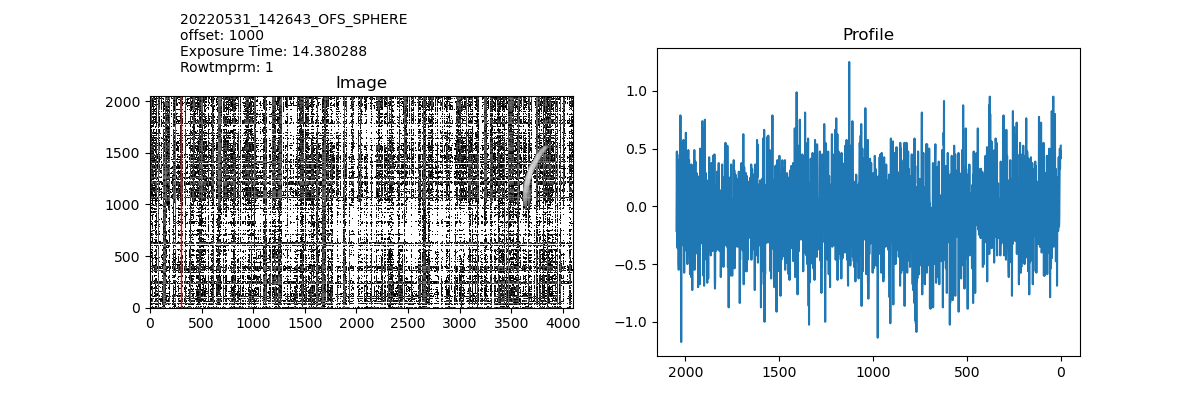 20220531_142643_OFS_SPHERE
offset: 1000
Exposure Time: 14.380288
Rowtmprm: 1
Image
2000
1500
1000
500
0
0 500 1000 1500 2000 2500 3000 3500 4000
Profile
1.0
0.5
0.0
−0.5
−1.0
2000 1500 1000 500 0